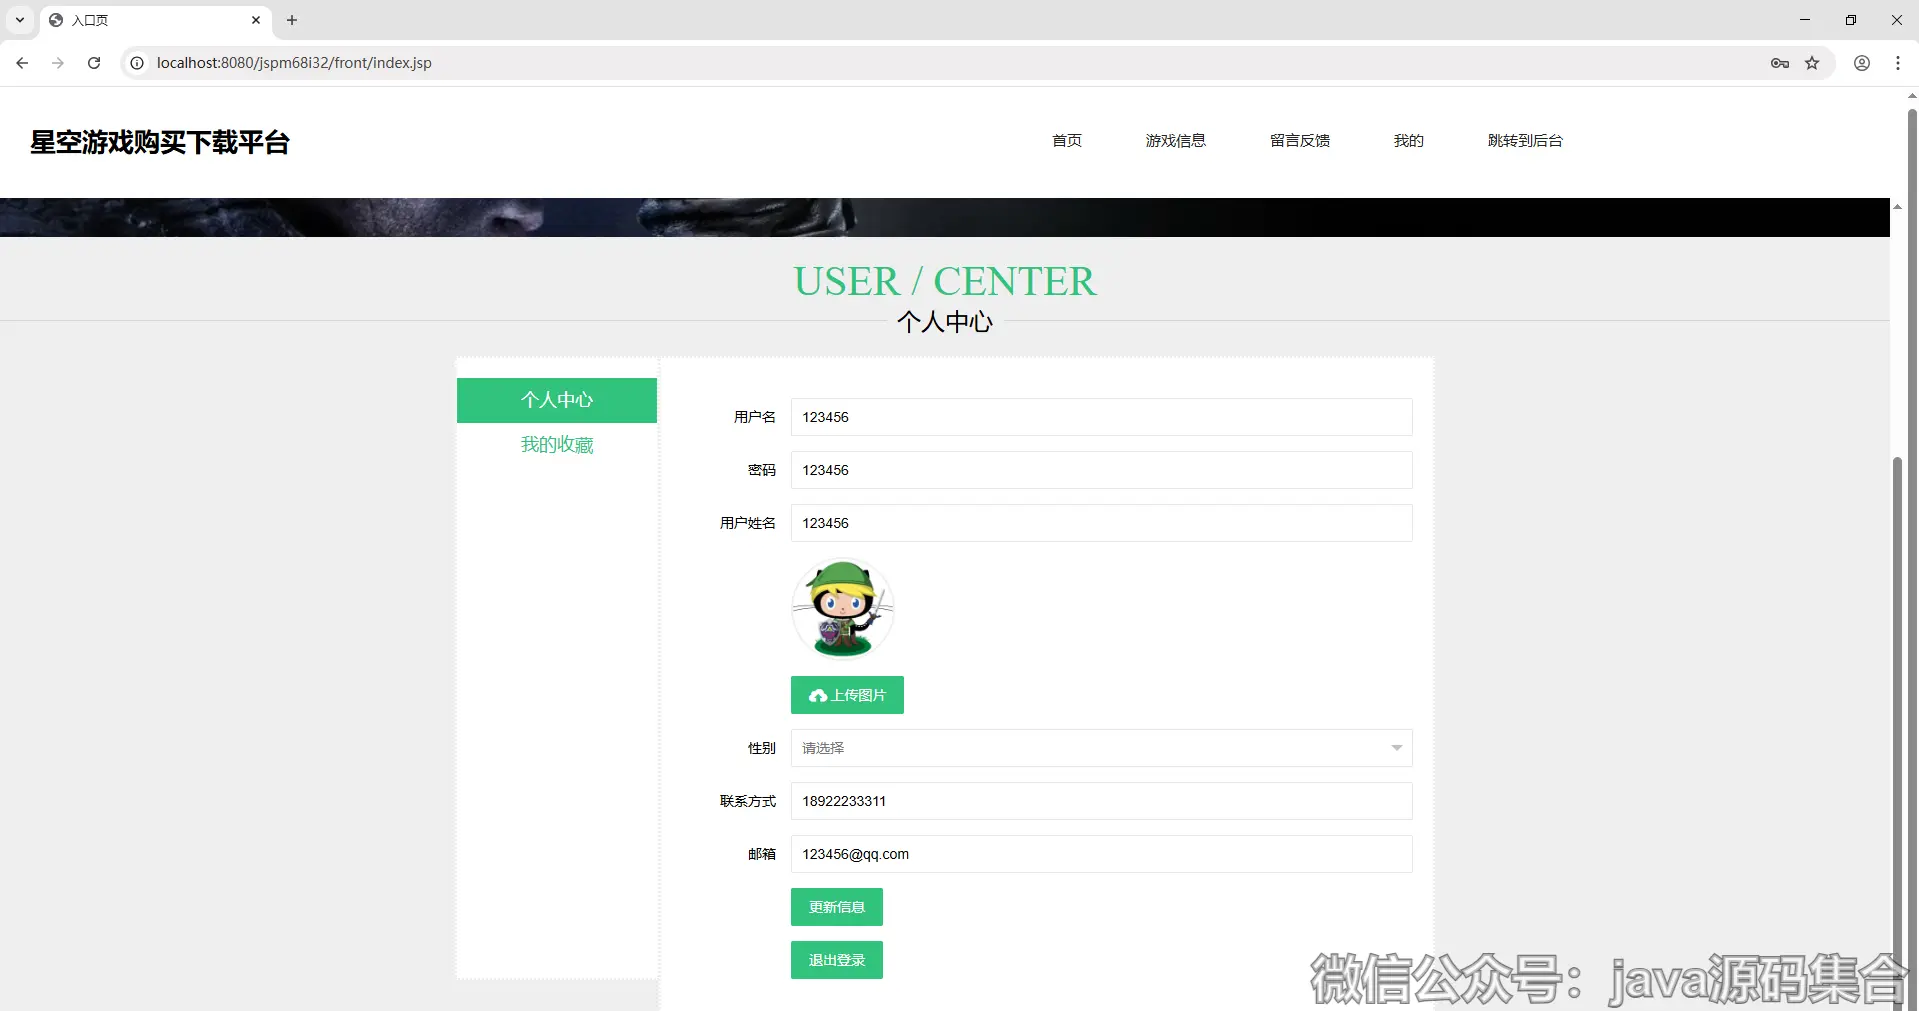 入口页
localhost:8080/jspm68i32/front/index.jsp
星空游戏购买下载平台
首页
游戏信息
留言反馈
我的
跳转到后台
USER / CENTER
个人中心
个人中心
我的收藏
用户名
123456
密码
123456
用户姓名
123456
上传图片
性别
请选择
联系方式
18922233311
邮箱
123456@qq.com
更新信息
退出登录
微信公众号：java源码集合